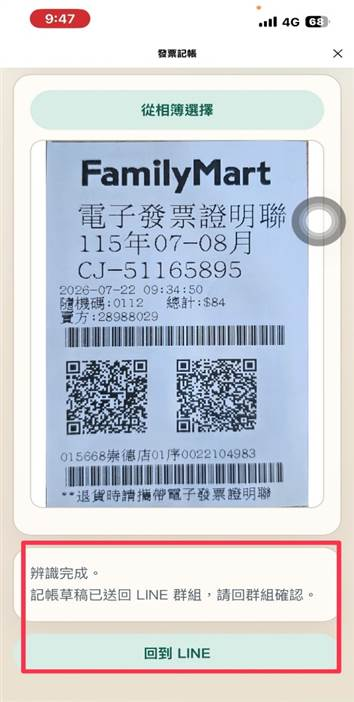 9:47
4G 68
發票記帳
從相簿選擇
FamilyMart
電子發票證明聯
115年07-08月
CJ-51165895
2026-07-22 09:34:50
隨機碼:0112 總計:$84
賣方:28988029
015668崇德店01序0022104983
**退貨時請攜帶電子發票證明聯
辨識完成。
記帳草稿已送回 LINE 群組，請回群組確認。
回到 LINE